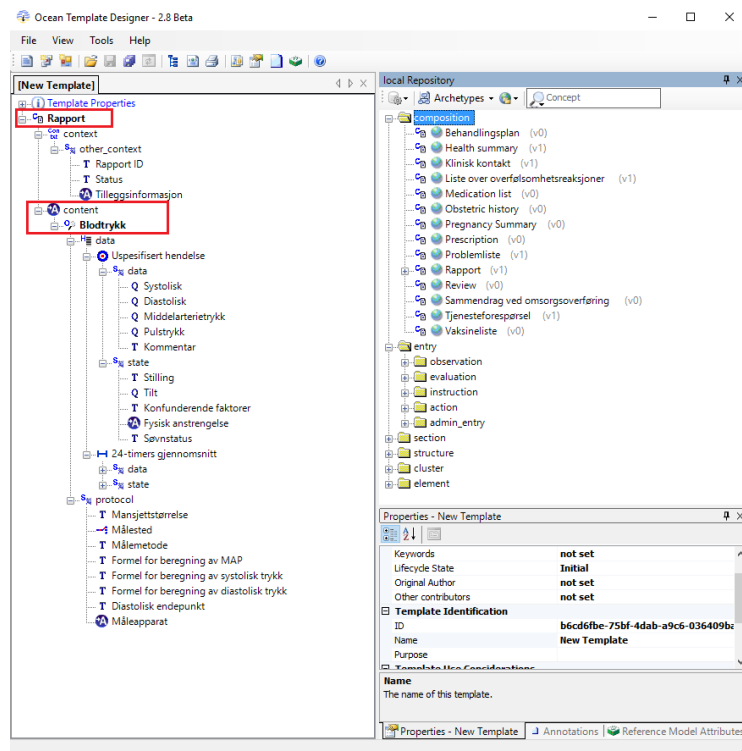 Ocean Template Designer - 2.8 Beta
File View Tools Help
[New Template]
Template Properties
Rapport
context
other_context
T Rapport ID
T Status
Tilleggsinformasjon
content
Blodtrykk
data
Uspesifisert hendelse
data
Q Systolisk
Q Diastolisk
Q Middelarterietrykk
Q Pulstrykk
T Kommentar
state
T Stilling
Q Tilt
T Konfunderende faktorer
Fysisk anstrengelse
T Søvnstatus
24-timers gjennomsnitt
data
state
protocol
T Mansjettstørrelse
Målested
T Målemetode
T Formel for beregning av MAP
T Formel for beregning av systolisk trykk
T Formel for beregning av diastolisk trykk
T Diastolisk endepunkt
Måleapparat
local Repository
Archetypes Concept
composition
Behandlingsplan (v0)
Health summary (v1)
Klinisk kontakt (v1)
Liste over overfølsomhetsreaksjoner (v1)
Medication list (v0)
Obstetric history (v0)
Pregnancy Summary (v0)
Prescription (v0)
Problemliste (v1)
Rapport (v1)
Review (v0)
Sammendrag ved omsorgsoverføring (v0)
Tjenesteforespørsel (v1)
Vaksineliste (v0)
entry
observation
evaluation
instruction
action
admin_entry
section
structure
cluster
element
Properties - New Template
Keywords not set
Lifecycle State Initial
Original Author not set
Other contributors not set
Template Identification
ID b6cd6fbe-75bf-4dab-a9c6-036409ba
Name New Template
Purpose
Template Use Considerations
Name
The name of this template.
Properties - New Template Annotations Reference Model Attributes